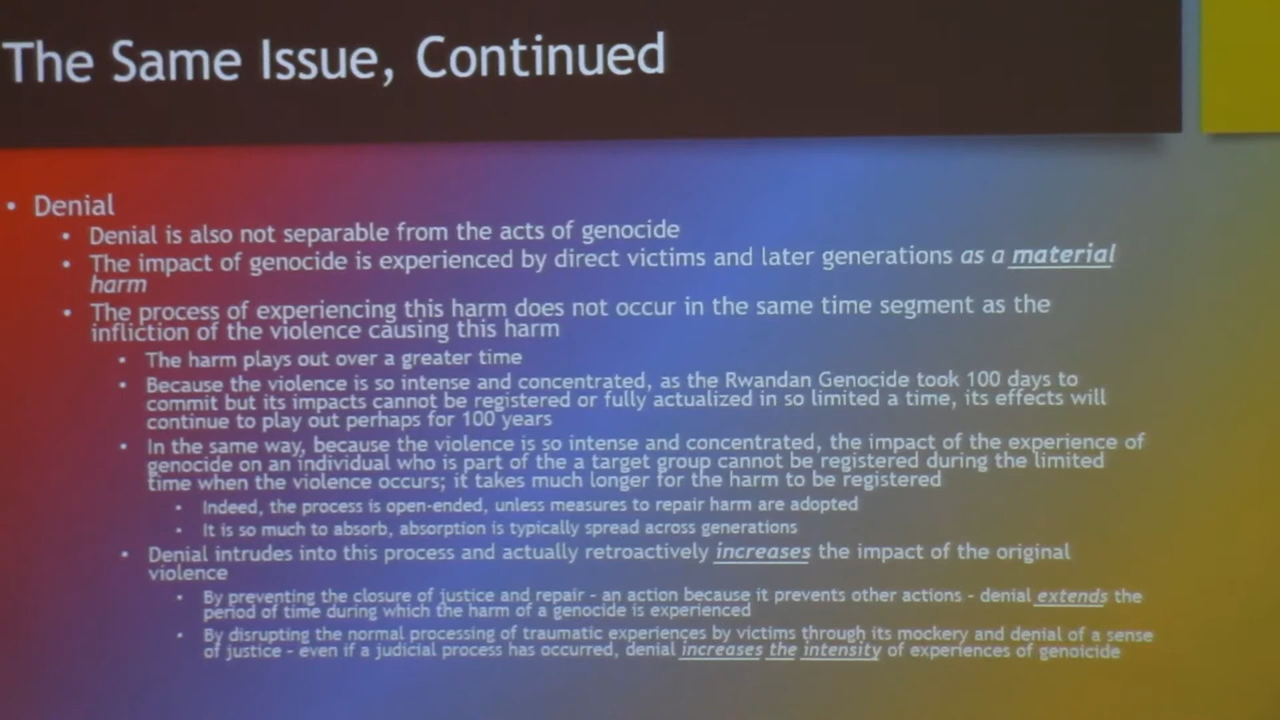 The Same Issue, Continued
• Denial
• Denial is also not separable from the acts of genocide
• The impact of genocide is experienced by direct victims and later generations as a material
harm
• The process of experiencing this harm does not occur in the same time segment as the
infliction of the violence causing this harm
• The harm plays out over a greater time
• Because the violence is so intense and concentrated, as the Rwandan Genocide took 100 days to
commit but its impacts cannot be registered or fully actualized in so limited a time, its effects will
continue to play out perhaps for 100 years
• In the same way, because the violence is so intense and concentrated, the impact of the experience of
genocide on an individual who is part of the a target group cannot be registered during the limited
time when the violence occurs; it takes much longer for the harm to be registered
• Indeed, the process is open-ended, unless measures to repair harm are adopted
• It is so much to absorb, absorption is typically spread across generations
• Denial intrudes into this process and actually retroactively increases the impact of the original
violence
• By preventing the closure of justice and repair - an action because it prevents other actions - denial extends the
period of time during which the harm of a genocide is experienced
• By disrupting the normal processing of traumatic experiences by victims through its mockery and denial of a sense
of justice - even if a judicial process has occurred, denial increases the intensity of experiences of genoicide